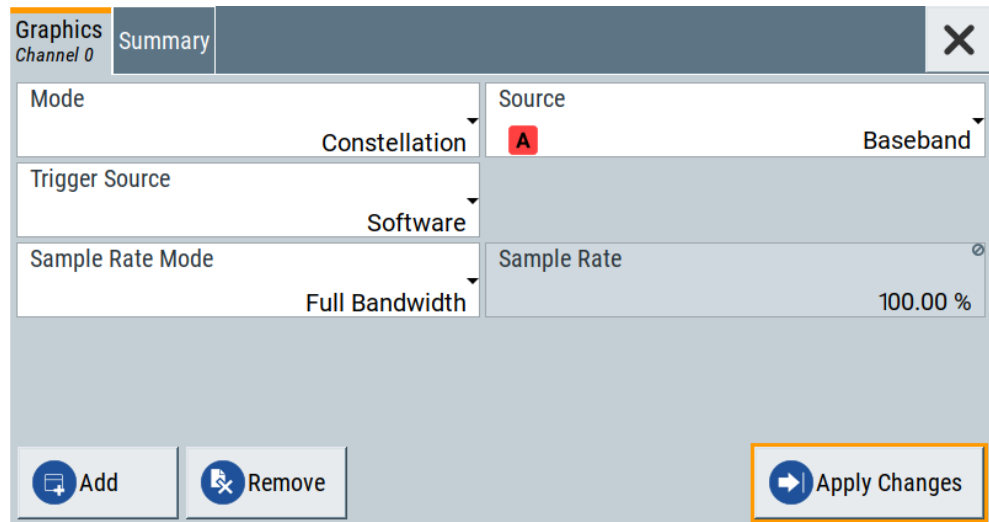 Graphics
Channel 0
Summary
Mode
Constellation
Source
A
Baseband
Trigger Source
Software
Sample Rate Mode
Full Bandwidth
Sample Rate
100.00 %
Add
Remove
Apply Changes